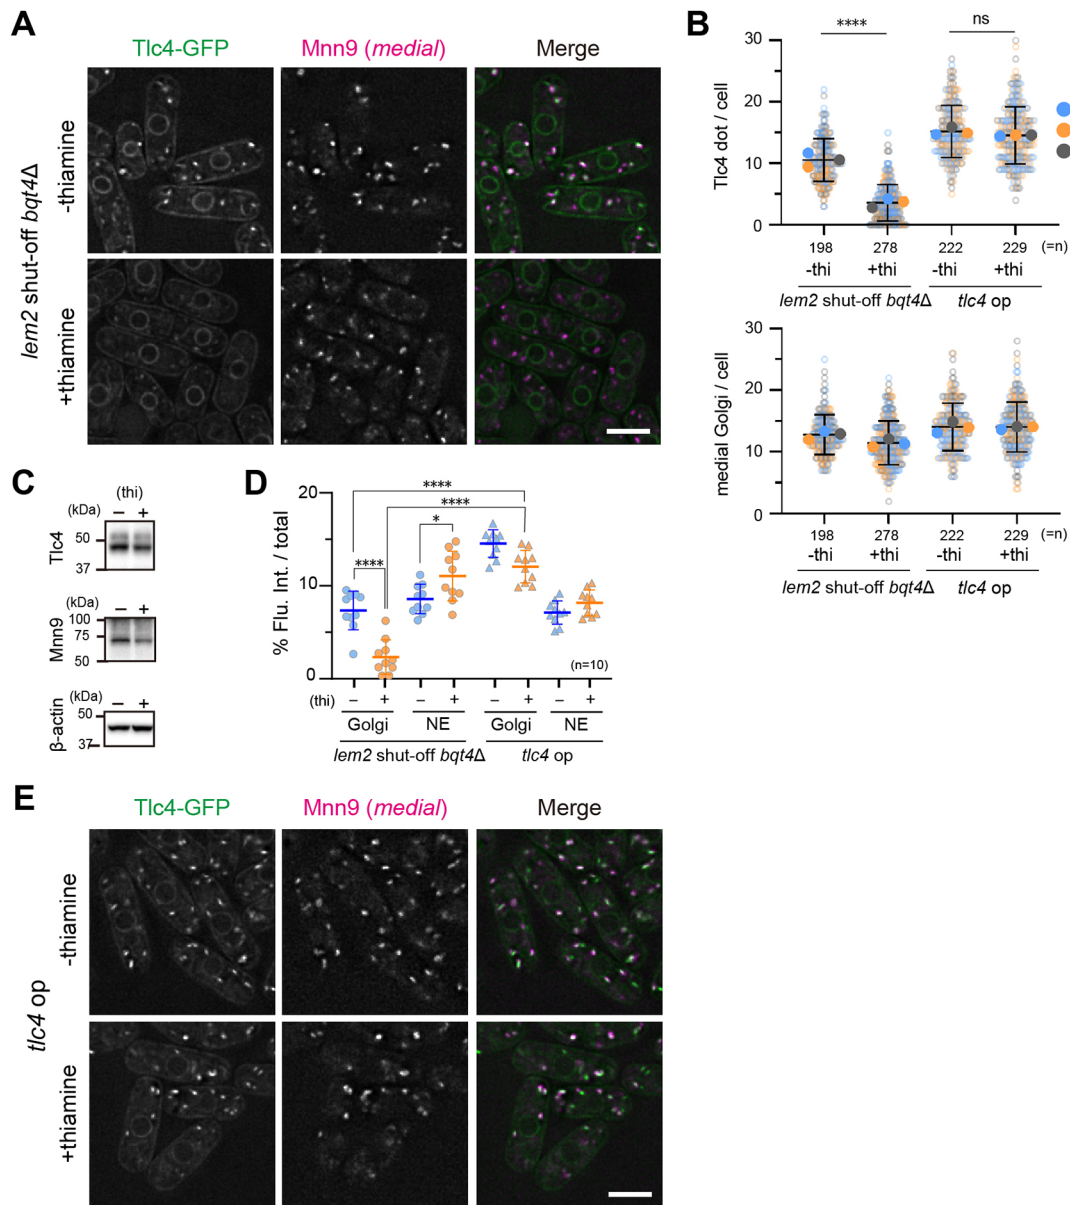 A
Tlc4-GFP
Mnn9 (medial)
Merge
-thiamine
+thiamine
lem2 shut-off bqt4Δ
B
****
ns
Tlc4 dot / cell
30
20
10
0
198 278 222 229 (=n)
-thi +thi -thi +thi
lem2 shut-off bqt4Δ tlc4 op
medial Golgi / cell
30
20
10
0
198 278 222 229 (=n)
-thi +thi -thi +thi
lem2 shut-off bqt4Δ tlc4 op
C
(thi)
(kDa) – +
Tlc4
50
37
Mnn9
(kDa) – +
100
75
50
β-actin
(kDa) – +
50
37
D
% Flu. Int. / total
20
10
0
****
****
*
****
(n=10)
(thi) – + – + – + – +
Golgi NE Golgi NE
lem2 shut-off bqt4Δ tlc4 op
E
Tlc4-GFP
Mnn9 (medial)
Merge
-thiamine
+thiamine
tlc4 op